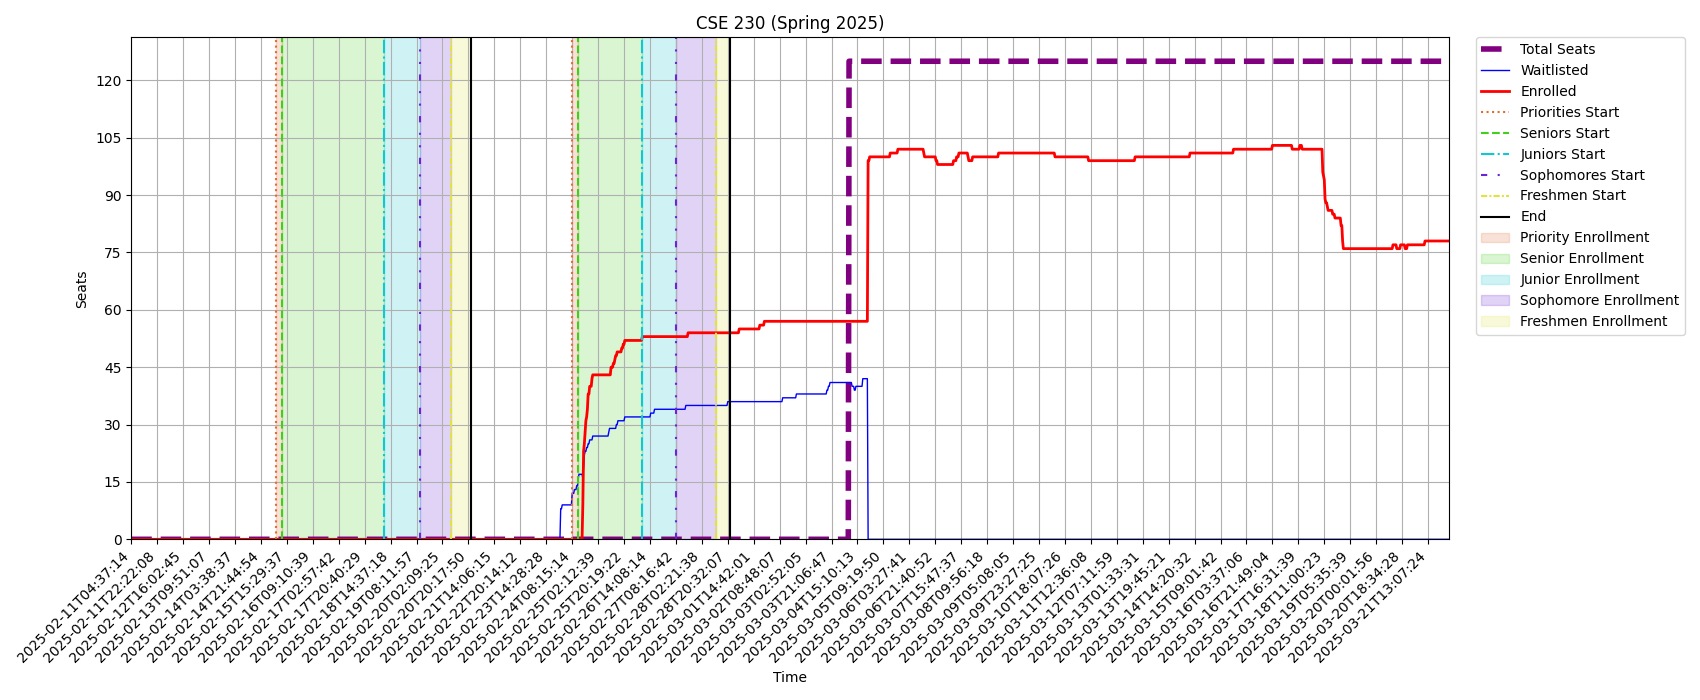 CSE 230 (Spring 2025)
Seats
120
105
90
75
60
45
30
15
0
2025-02-11T04:37:14
2025-02-11T22:22:08
2025-02-12T16:02:45
2025-02-13T09:51:07
2025-02-14T03:38:37
2025-02-14T21:44:54
2025-02-15T15:29:37
2025-02-16T09:10:39
2025-02-17T02:57:42
2025-02-17T20:40:29
2025-02-18T14:37:18
2025-02-19T08:11:57
2025-02-20T02:09:25
2025-02-20T20:17:50
2025-02-21T14:06:15
2025-02-22T20:14:12
2025-02-23T14:28:28
2025-02-24T08:15:14
2025-02-25T02:12:39
2025-02-25T20:19:22
2025-02-26T14:08:14
2025-02-27T08:16:42
2025-02-28T02:21:38
2025-02-28T20:32:07
2025-03-01T14:42:01
2025-03-02T08:48:07
2025-03-03T02:52:05
2025-03-03T21:06:47
2025-03-04T15:10:13
2025-03-05T09:19:50
2025-03-06T03:27:41
2025-03-06T21:40:52
2025-03-07T15:47:37
2025-03-08T09:56:18
2025-03-09T05:08:05
2025-03-09T23:27:25
2025-03-10T18:07:26
2025-03-11T12:36:08
2025-03-12T07:11:59
2025-03-13T01:33:31
2025-03-13T19:45:21
2025-03-14T14:20:32
2025-03-15T09:01:42
2025-03-16T03:37:06
2025-03-16T21:49:04
2025-03-17T16:31:39
2025-03-18T11:00:23
2025-03-19T05:35:39
2025-03-20T00:01:56
2025-03-20T18:34:28
2025-03-21T13:07:24
Time
Total Seats
Waitlisted
Enrolled
Priorities Start
Seniors Start
Juniors Start
Sophomores Start
Freshmen Start
End
Priority Enrollment
Senior Enrollment
Junior Enrollment
Sophomore Enrollment
Freshmen Enrollment